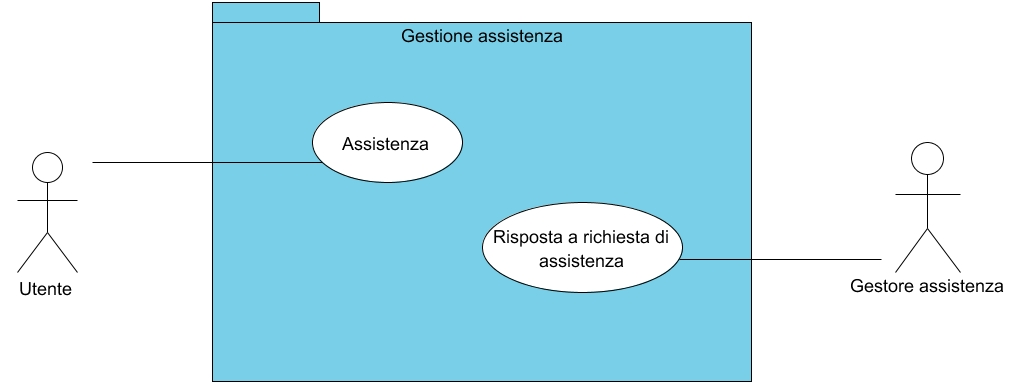 Gestione assistenza
Assistenza
Risposta a richiesta di
assistenza
Utente
Gestore assistenza